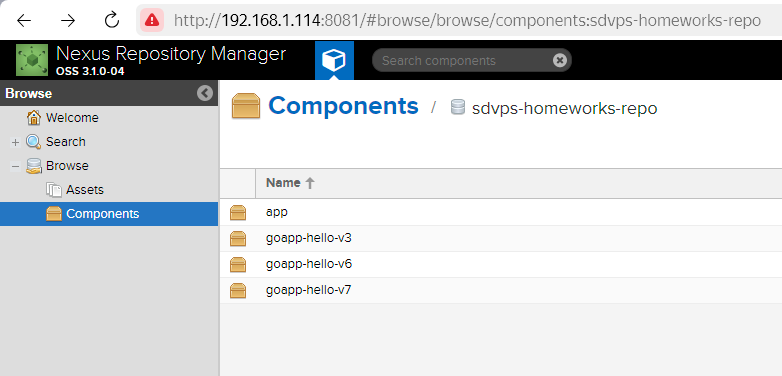 http://192.168.1.114:8081/#browse/browse/components:sdvps-homeworks-repo
Nexus Repository Manager
OSS 3.1.0-04
Search components
Browse
Welcome
Search
Browse
Assets
Components
Components / sdvps-homeworks-repo
Name
app
goapp-hello-v3
goapp-hello-v6
goapp-hello-v7